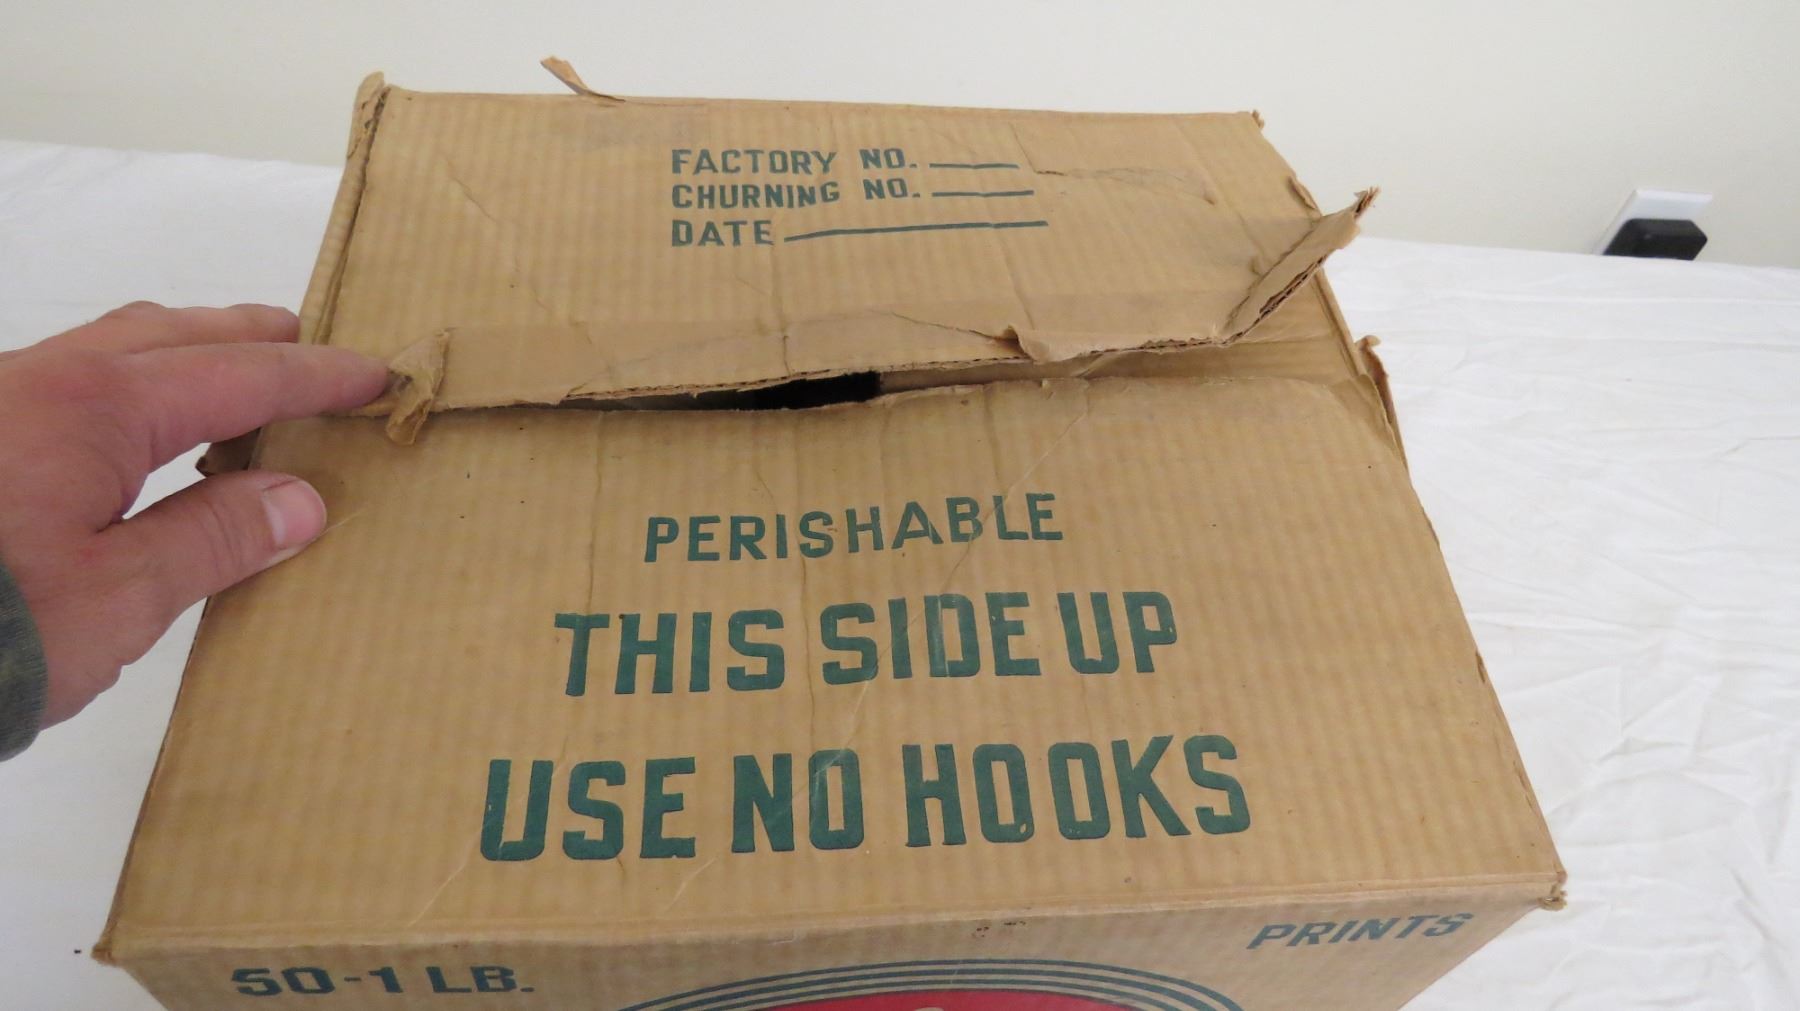 FACTORY NO.
CHURNING NO.
DATE
PERISHABLE
THIS SIDE UP
USE NO HOOKS
50-1 LB.
PRINTS